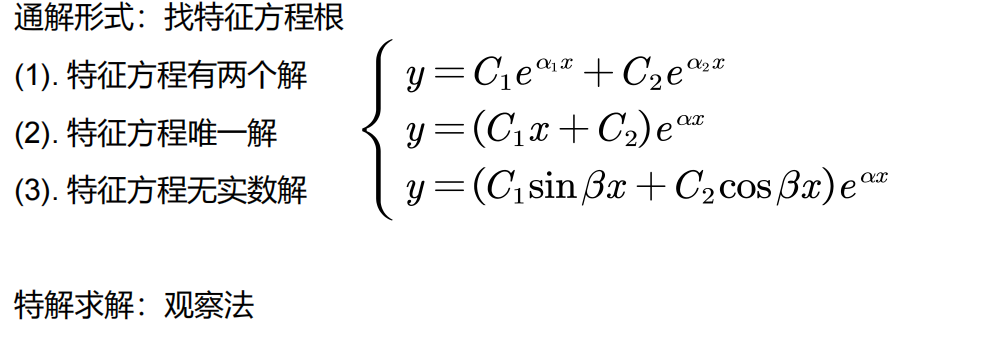 通解形式：找特征方程根
(1). 特征方程有两个解
(2). 特征方程唯一解
(3). 特征方程无实数解
y=C₁e^{α₁x}+C₂e^{α₂x}
y=(C₁x+C₂)e^{αx}
y=(C₁sinβx+C₂cosβx)e^{αx}
特解求解：观察法